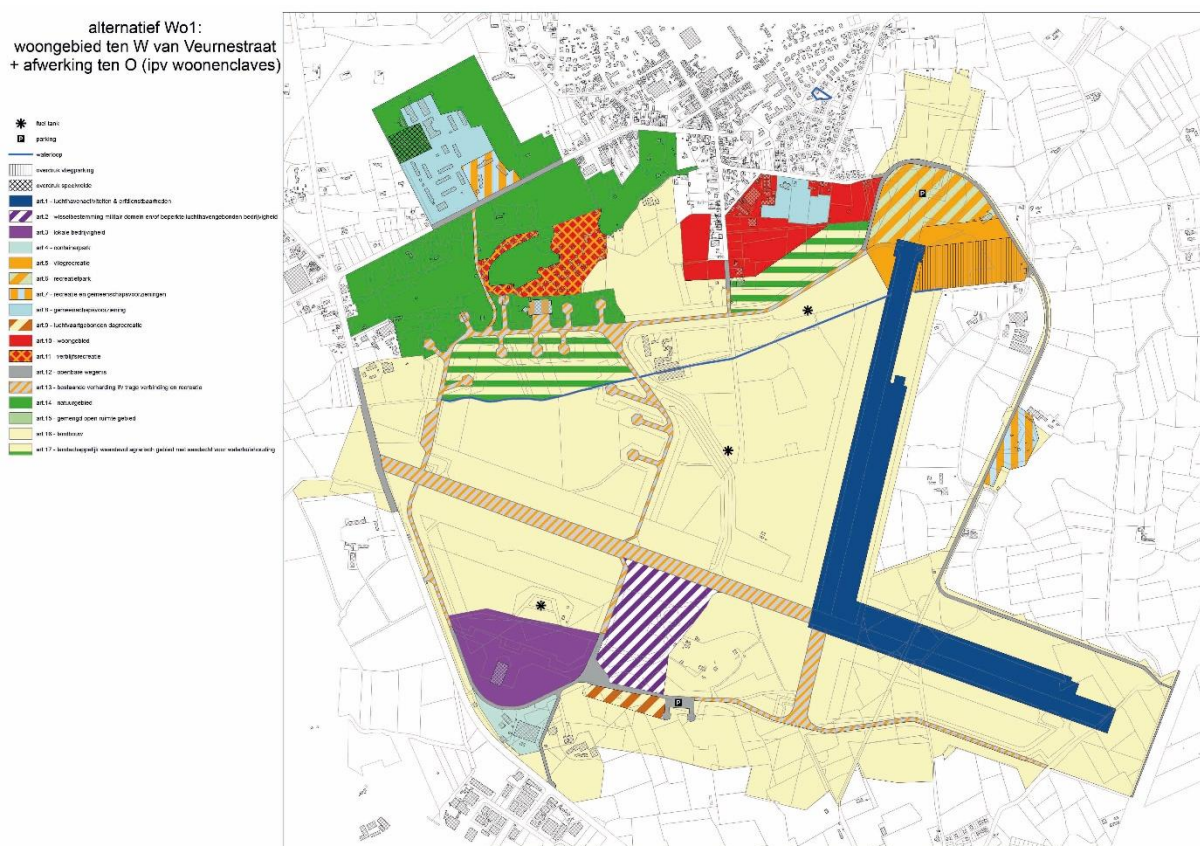 alternatief Wo1:
woongebied ten W van Veurnestraat
+ afwerking ten O (ipv woonenclaves)
fuel tank
P parking
waterloop
overdruk vliegparking
overdruk speelweide
art.1 - luchthavenactiviteiten & erfdienstbaarheden
art.2 - wisselbestemming militair domein en/of beperkte luchthavengebonden bedrijvigheid
art.3 - lokale bedrijvigheid
art.4 - containerpark
art.5 - vliegrecreatie
art.6 - recreatiepark
art.7 - recreatie en gemeenschapsvoorzieningen
art.8 - gemeenschapsvoorziening
art.9 - luchtvaartgebonden dagrecreatie
art.10 - woongebied
art.11 - verblijfsrecreatie
art.12 - openbare wegenis
art.13 - bestaande verharding ifv trage verbinding en recreatie
art.14 - natuurgebied
art.15 - gemengd open ruimte gebied
art.16 - landbouw
art.17 - landschappelijk waardevol agrarisch gebied met aandacht voor waterhuishouding
P
P